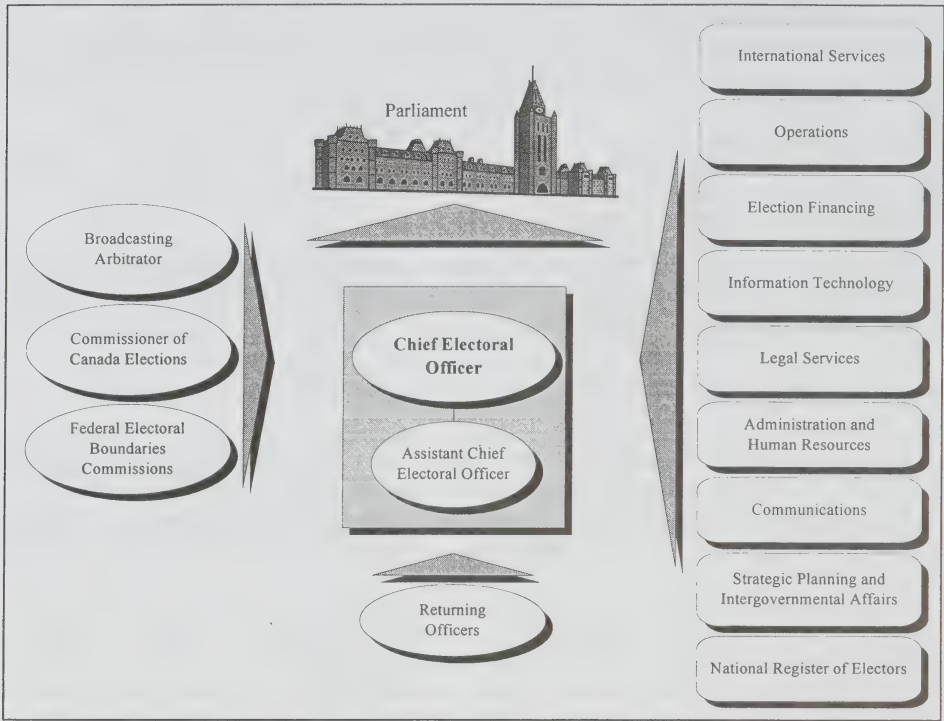 Parliament
Broadcasting
Arbitrator
Commissioner of
Canada Elections
Federal Electoral
Boundaries
Commissions
Chief Electoral
Officer
Assistant Chief
Electoral Officer
Returning
Officers
International Services
Operations
Election Financing
Information Technology
Legal Services
Administration and
Human Resources
Communications
Strategic Planning and
Intergovernmental Affairs
National Register of Electors